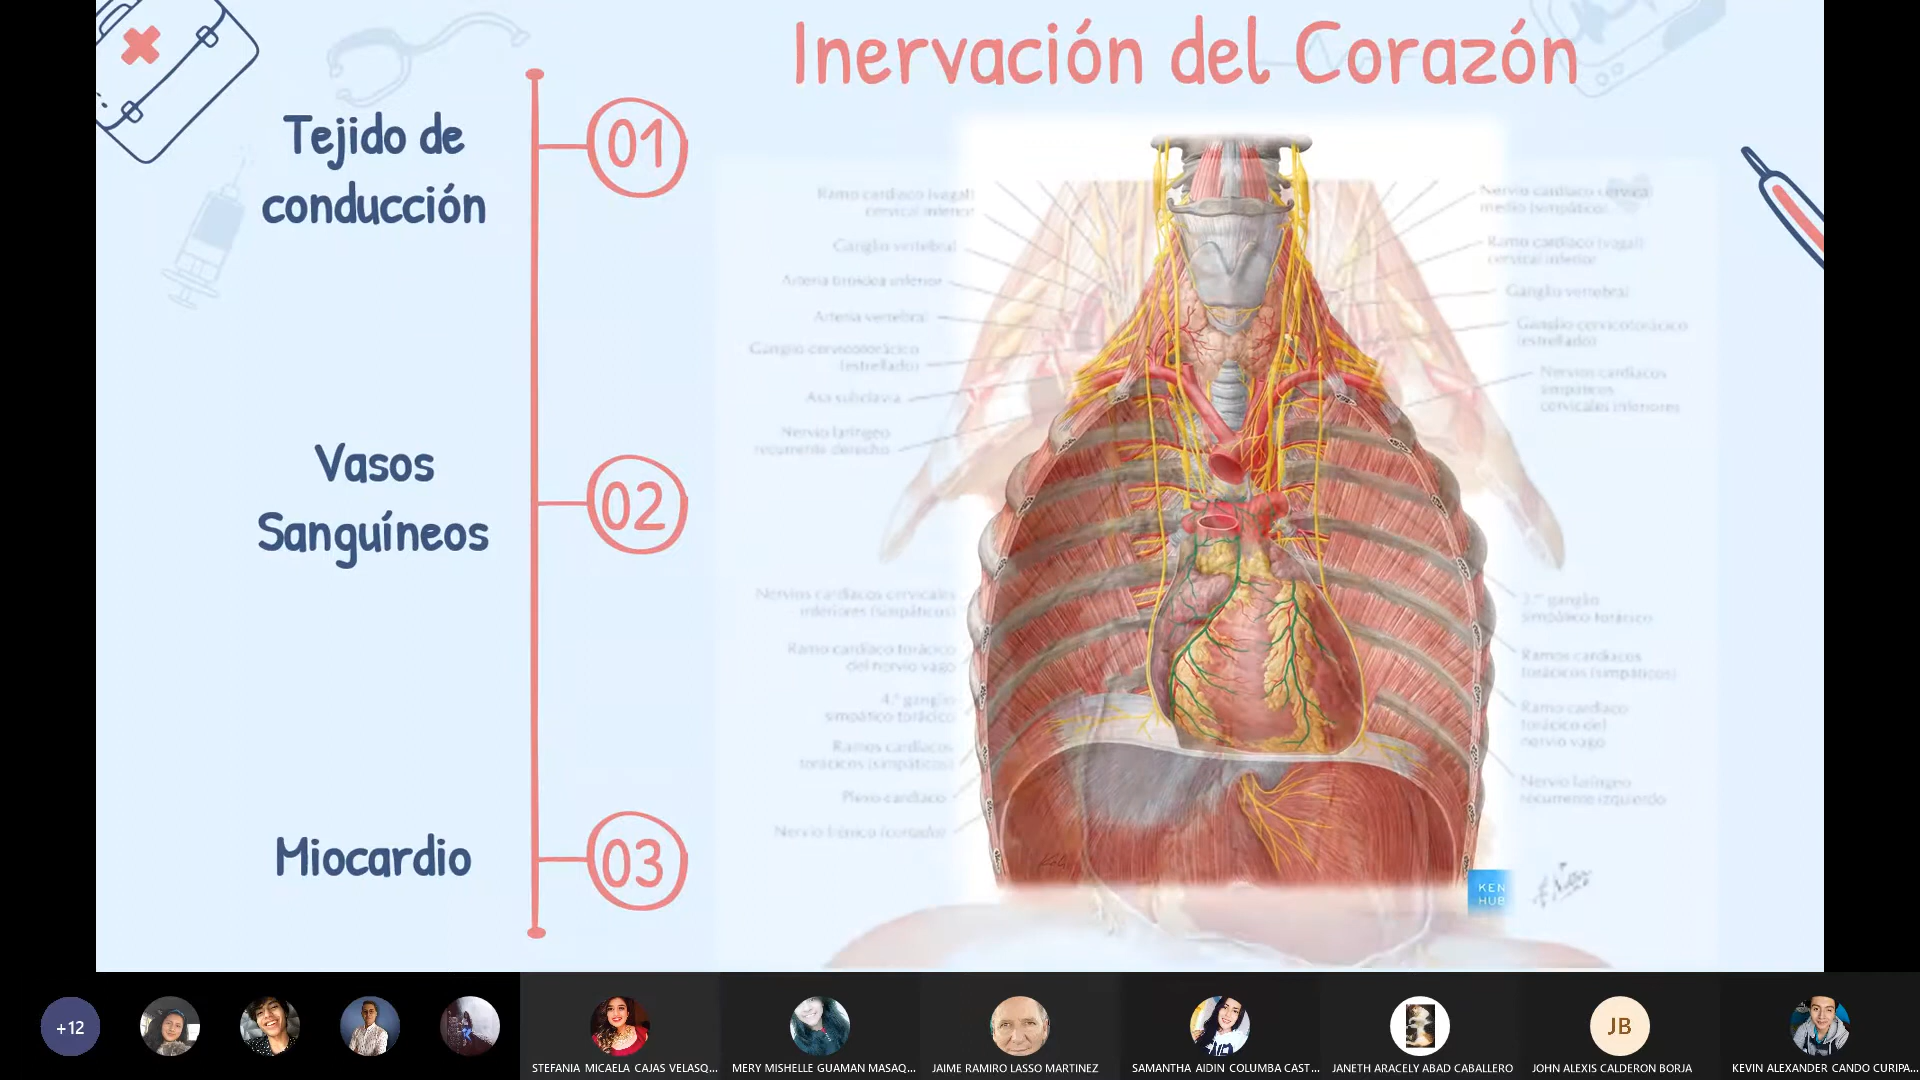 Inervación del Corazón
Tejido de
conducción
01
Vasos
Sanguíneos
02
Miocardio
03
Ramo cardíaco (vagal)
cervical inferior
Ganglio vertebral
Arteria tiroidea inferior
Arteria vertebral
Ganglio cervicotorácico
(estrellado)
Asa subclavia
Nervio laríngeo
recurrente derecho
Nervios cardíacos cervicales
inferiores (simpáticos)
Ramo cardíaco torácico
del nervio vago
4.º ganglio
simpático torácico
Ramos cardíacos
torácicos (simpáticos)
Plexo cardíaco
Nervio frénico (cortado)
Nervio cardíaco cervical
medio (simpático)
Ramo cardíaco (vagal)
cervical inferior
Ganglio vertebral
Ganglio cervicotorácico
(estrellado)
Nervios cardíacos
simpáticos
cervicales inferiores
3.er ganglio
simpático torácico
Ramos cardíacos
torácicos (simpáticos)
Ramo cardíaco
torácico del
nervio vago
Nervio laríngeo
recurrente izquierdo
KEN
HUB
+12
STEFANIA MICAELA CAJAS VELASQ...
MERY MISHELLE GUAMAN MASAQ...
JAIME RAMIRO LASSO MARTINEZ
SAMANTHA AIDIN COLUMBA CAST...
JANETH ARACELY ABAD CABALLERO
JB
JOHN ALEXIS CALDERON BORJA
KEVIN ALEXANDER CANDO CURIPA...